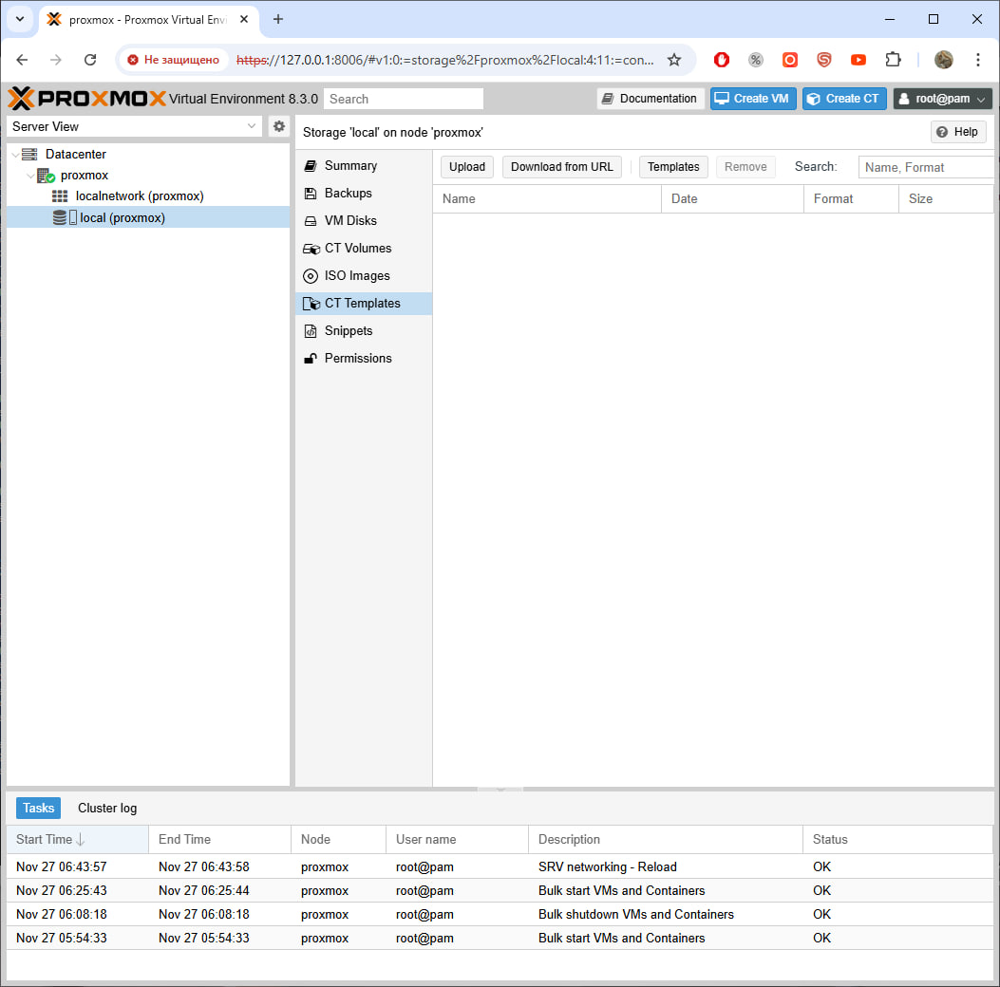 proxmox - Proxmox Virtual Envi
Не защищено https://127.0.0.1:8006/#v1:0:=storage%2Fproxmox%2Flocal:4:11:=con...
PROXMOX Virtual Environment 8.3.0 Search Documentation Create VM Create CT root@pam
Server View
Datacenter
proxmox
localnetwork (proxmox)
local (proxmox)
Storage 'local' on node 'proxmox' Help
Summary
Backups
VM Disks
CT Volumes
ISO Images
CT Templates
Snippets
Permissions
Upload Download from URL Templates Remove Search: Name, Format
Name Date Format Size
Tasks Cluster log
Start Time End Time Node User name Description Status
Nov 27 06:43:57 Nov 27 06:43:58 proxmox root@pam SRV networking - Reload OK
Nov 27 06:25:43 Nov 27 06:25:44 proxmox root@pam Bulk start VMs and Containers OK
Nov 27 06:08:18 Nov 27 06:08:18 proxmox root@pam Bulk shutdown VMs and Containers OK
Nov 27 05:54:33 Nov 27 05:54:33 proxmox root@pam Bulk start VMs and Containers OK